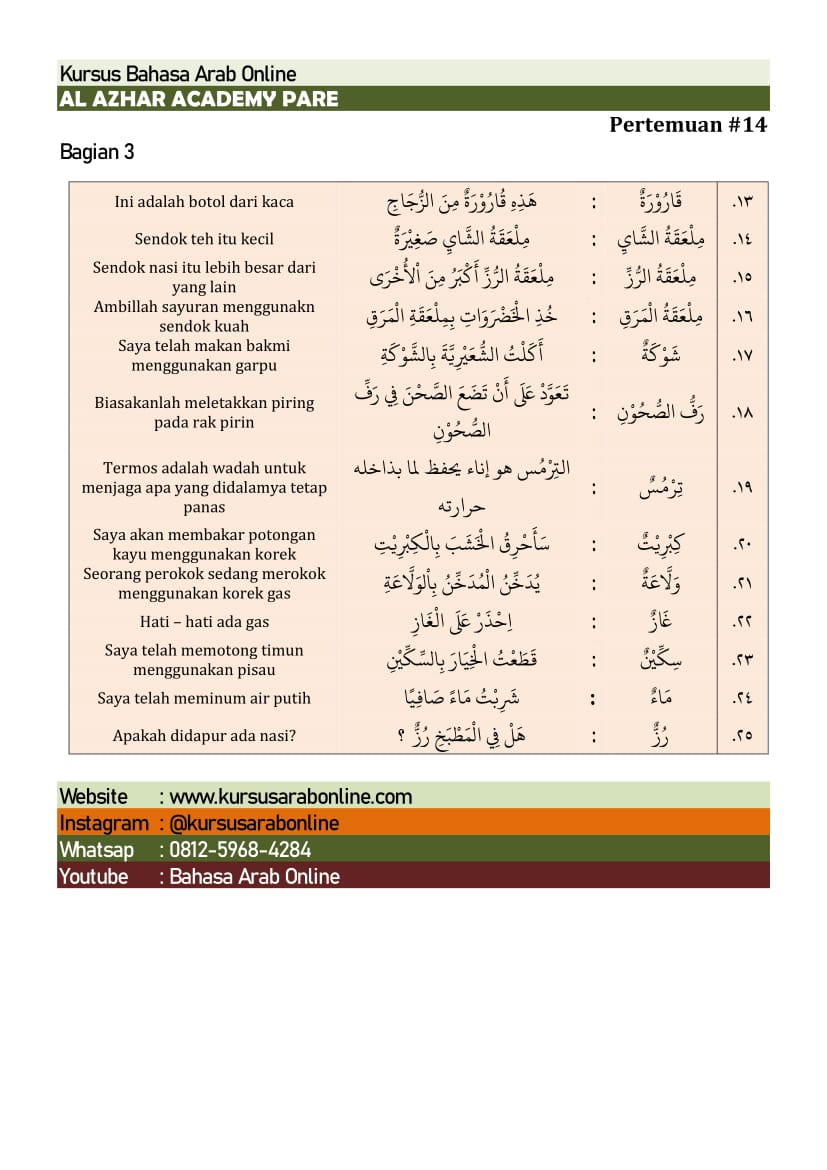 Kursus Bahasa Arab Online
AL AZHAR ACADEMY PARE
Pertemuan #14
Bagian 3
١٣. قَارُوْرَةٌ : هَذِهِ قُارُوْرَةٌ مِنَ الزُّجَاجِ Ini adalah botol dari kaca
١٤. مِلْعَقَةُ الشَّايِ : مِلْعَقَةُ الشَّايِ صَغِيْرَةٌ Sendok teh itu kecil
١٥. مِلْعَقَةُ الرُّزِّ : مِلْعَقَةُ الرُّزِّ أَكْبَرُ مِنَ الْأُخْرَى Sendok nasi itu lebih besar dari
yang lain
١٦. مِلْعَقَةُ الْمَرَقِ : خُذِ الْخَضْرَوَاتِ بِمِلْعَقَةِ الْمَرَقِ Ambillah sayuran menggunakn
sendok kuah
١٧. شَوْكَةٌ : أَكَلْتُ الشُّعَيْرِيَّةَ بِالشَّوْكَةِ Saya telah makan bakmi
menggunakan garpu
١٨. رَفُّ الصُّحُوْنِ : تَعَوَّدْ عَلَى أَنْ تَضَعَ الصَّحْنَ فِي رَفِّ
الصُّحُوْنِ
Biasakanlah meletakkan piring
pada rak pirin
١٩. تِرْمُسٌ : التِرْمُس هو إناء يحفظ لما بذاخله
حرارته
Termos adalah wadah untuk
menjaga apa yang didalamya tetap
panas
٢٠. كِبْرِيْتٌ : سَأَحْرِقُ الْخَشَبَ بِالْكِبْرِيْتِ Saya akan membakar potongan
kayu menggunakan korek
٢١. وَلَّاعَةٌ : يُدَخِّنُ الْمُدَخِّنُ بِالْوَلَّاعَةِ Seorang perokok sedang merokok
menggunakan korek gas
٢٢. غَازٌ : اِحْذَرْ عَلَى الْغَازِ Hati – hati ada gas
٢٣. سِكِّيْنٌ : قَطَعْتُ الْخِيَارَ بِالسِّكِّيْنِ Saya telah memotong timun
menggunakan pisau
٢٤. مَاءٌ : شَرِبْتُ مَاءً صَافِيًا Saya telah meminum air putih
٢٥. رُزٌّ : هَلْ فِي الْمَطْبَخِ رُزٌّ ؟ Apakah didapur ada nasi?
Website : www.kursusarabonline.com
Instagram : @kursusarabonline
Whatsap : 0812-5968-4284
Youtube : Bahasa Arab Online